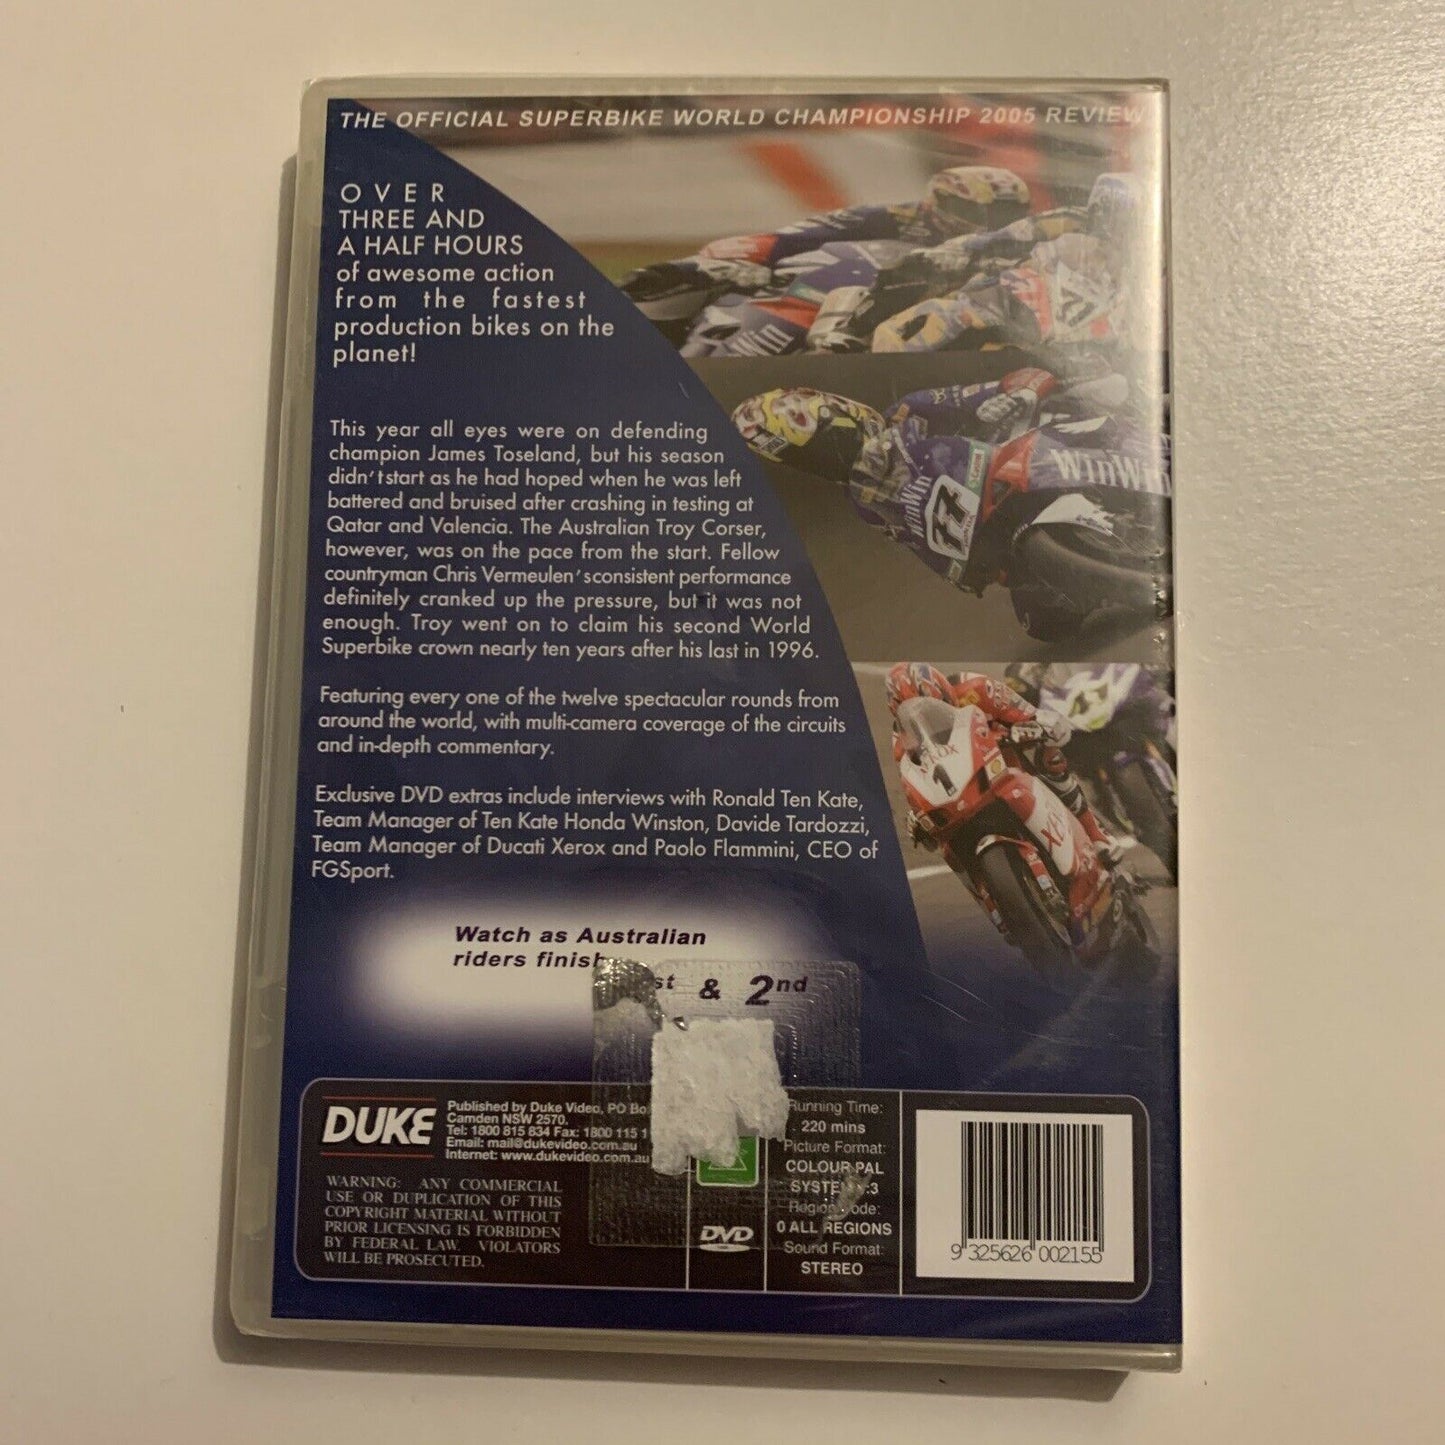 THE OFFICIAL SUPERBIKE WORLD CHAMPIONSHIP 2005 REVIEW
OVER
THREE AND
A HALF HOURS
of awesome action
from the fastest
production bikes on the
planet!
This year all eyes were on defending
champion James Toseland, but his season
didn'tstart as he had hoped when he was left
battered and bruised after crashing in testing at
Qatar and Valencia. The Australian Troy Corser,
however, was on the pace from the start. Fellow
countryman Chris Vermeulen'sconsistent performance
definitely cranked up the pressure, but it was not
enough. Troy went on to claim his second World
Superbike crown nearly ten years after his last in 1996.
Featuring every one of the twelve spectacular rounds from
around the world, with multi-camera coverage of the circuits
and in-depth commentary.
Exclusive DVD extras include interviews with Ronald Ten Kate,
Team Manager of Ten Kate Honda Winston, Davide Tardozzi,
Team Manager of Ducati Xerox and Paolo Flammini, CEO of
FGSport.
Watch as Australian
riders finish
& 2nd
WinWin
WinWin
77
1
DUKE
Published by Duke Video, PO
Camden NSW 2570.
Tel: 1800 815 834 Fax: 1800 115
Email: mail@dukevideo.com.au
Internet: www.dukevideo.com.au
WARNING: ANY COMMERCIAL
USE OR DUPLICATION OF THIS
COPYRIGHT MATERIAL WITHOUT
PRIOR LICENSING IS FORBIDDEN
BY FEDERAL LAW. VIOLATORS
WILL BE PROSECUTED.
DVD
Running Time:
220 mins
Picture Format:
COLOUR PAL
Region Code:
0 ALL REGIONS
Sound Format:
STEREO
9 325626 002155